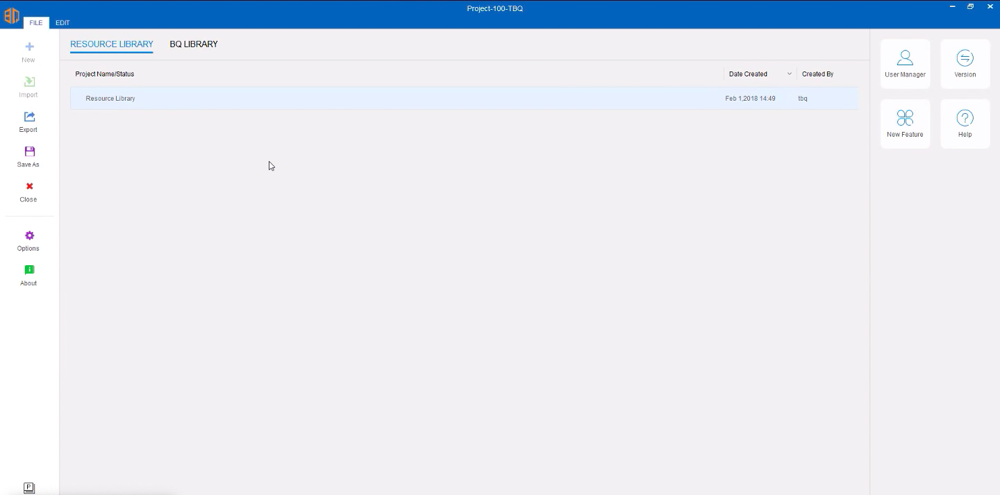 Project-100-TBQ
BQ
FILE
EDIT
New
Import
Export
Save As
Close
Options
About
P
RESOURCE LIBRARY
BQ LIBRARY
Project Name/Status
Date Created
Created By
Resource Library
Feb 1,2018 14:49
tbq
User Manager
Version
New Feature
Help